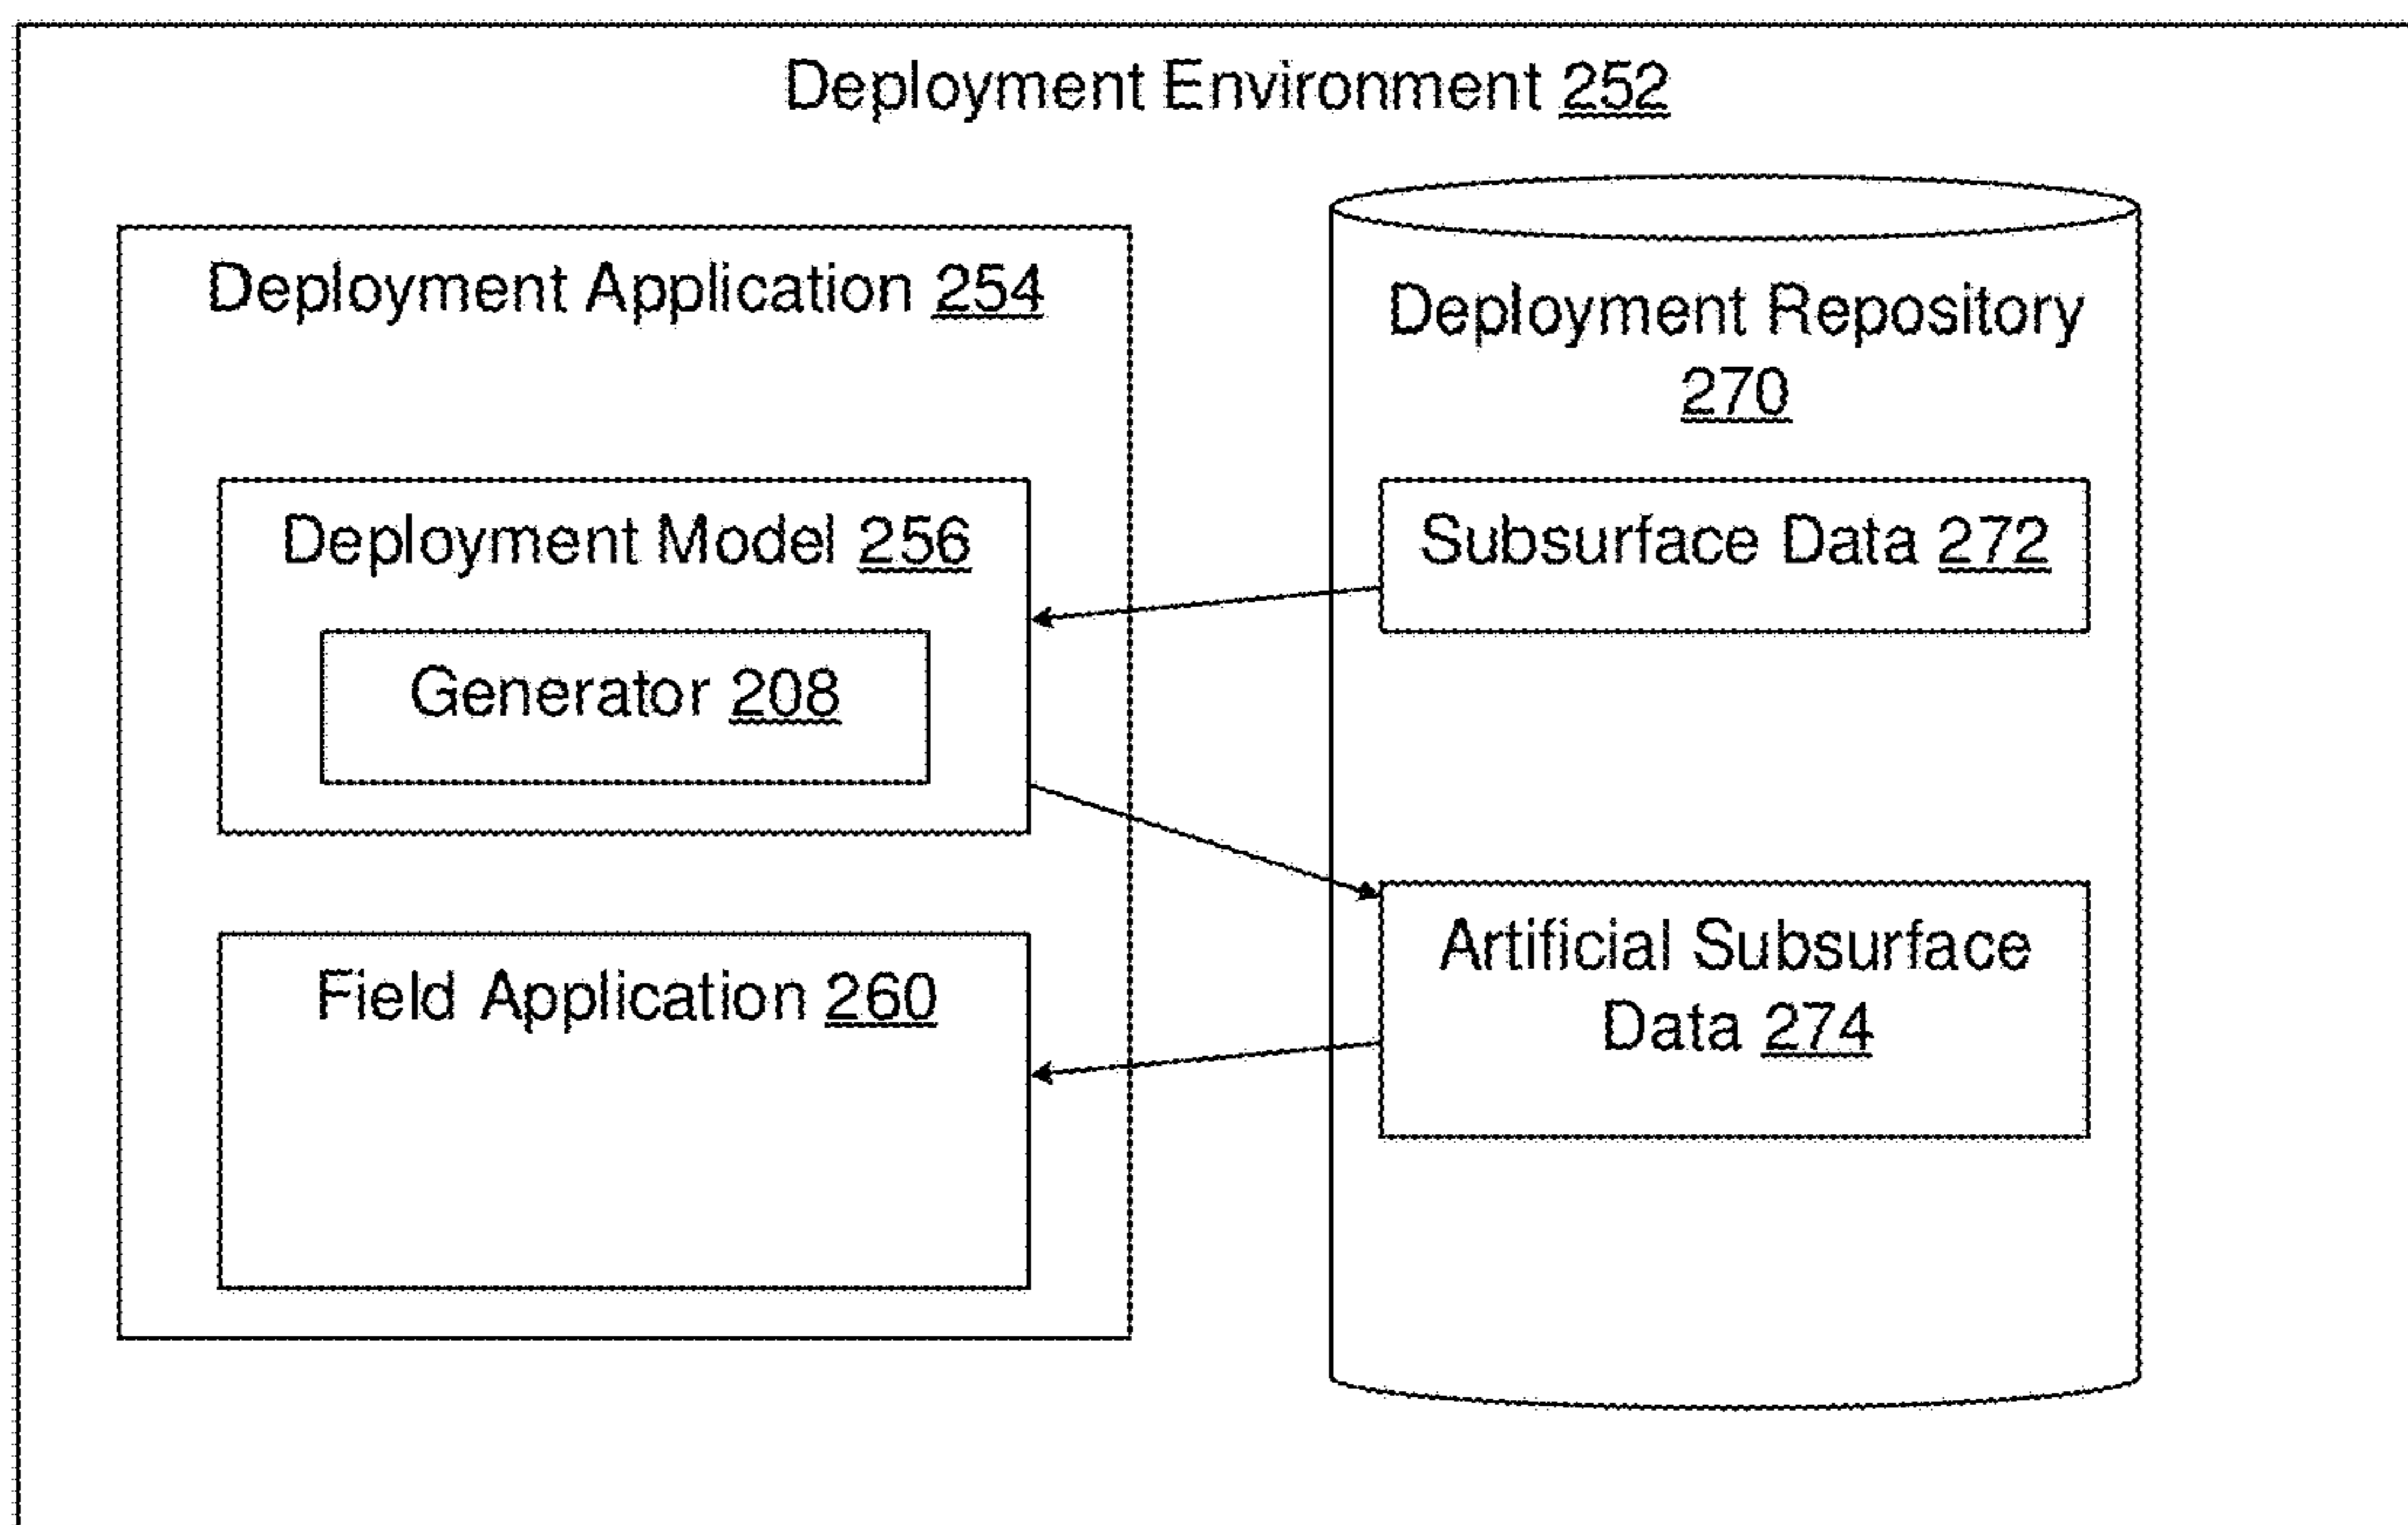 Deployment Environment 252
Deployment Application 254
Deployment Model 256
Generator 208
Field Application 260
Deployment Repository
270
Subsurface Data 272
Artificial Subsurface
Data 274